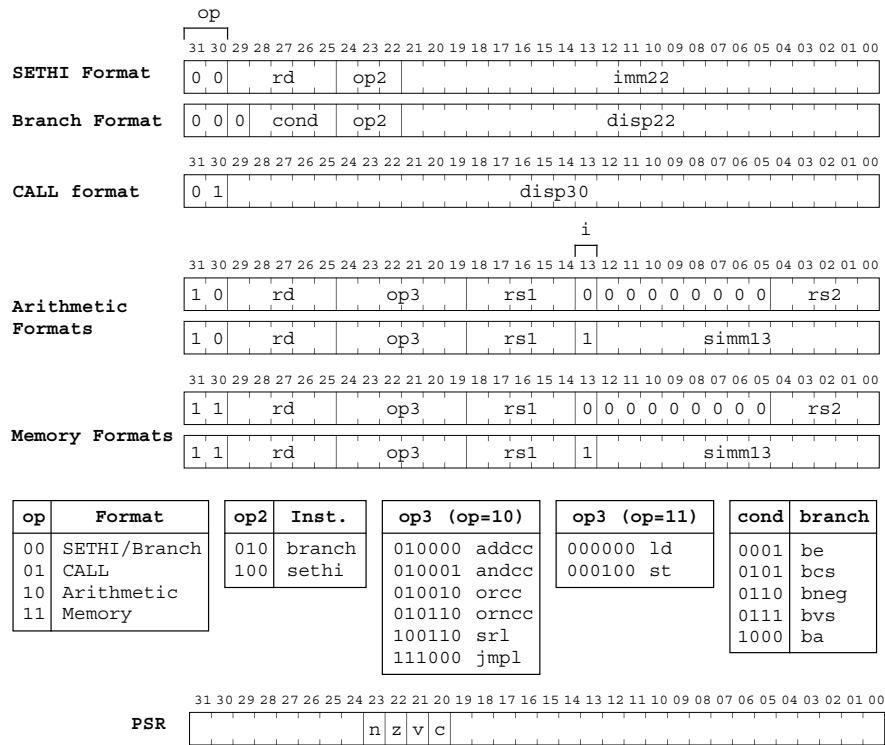 op
31 30 29 28 27 26 25 24 23 22 21 20 19 18 17 16 15 14 13 12 11 10 09 08 07 06 05 04 03 02 01 00
SETHI Format 0 0 rd op2 imm22
Branch Format 0 0 0 cond op2 disp22
31 30 29 28 27 26 25 24 23 22 21 20 19 18 17 16 15 14 13 12 11 10 09 08 07 06 05 04 03 02 01 00
CALL format 0 1 disp30
i
31 30 29 28 27 26 25 24 23 22 21 20 19 18 17 16 15 14 13 12 11 10 09 08 07 06 05 04 03 02 01 00
Arithmetic Formats
1 0 rd op3 rs1 0 0 0 0 0 0 0 0 0 rs2
1 0 rd op3 rs1 1 simm13
31 30 29 28 27 26 25 24 23 22 21 20 19 18 17 16 15 14 13 12 11 10 09 08 07 06 05 04 03 02 01 00
Memory Formats
1 1 rd op3 rs1 0 0 0 0 0 0 0 0 0 rs2
1 1 rd op3 rs1 1 simm13
op Format
00 SETHI/Branch
01 CALL
10 Arithmetic
11 Memory
op2 Inst.
010 branch
100 sethi
op3 (op=10)
010000 addcc
010001 andcc
010010 orcc
010110 orncc
100110 srl
111000 jmpl
op3 (op=11)
000000 ld
000100 st
cond branch
0001 be
0101 bcs
0110 bneg
0111 bvs
1000 ba
31 30 29 28 27 26 25 24 23 22 21 20 19 18 17 16 15 14 13 12 11 10 09 08 07 06 05 04 03 02 01 00
PSR n z v c